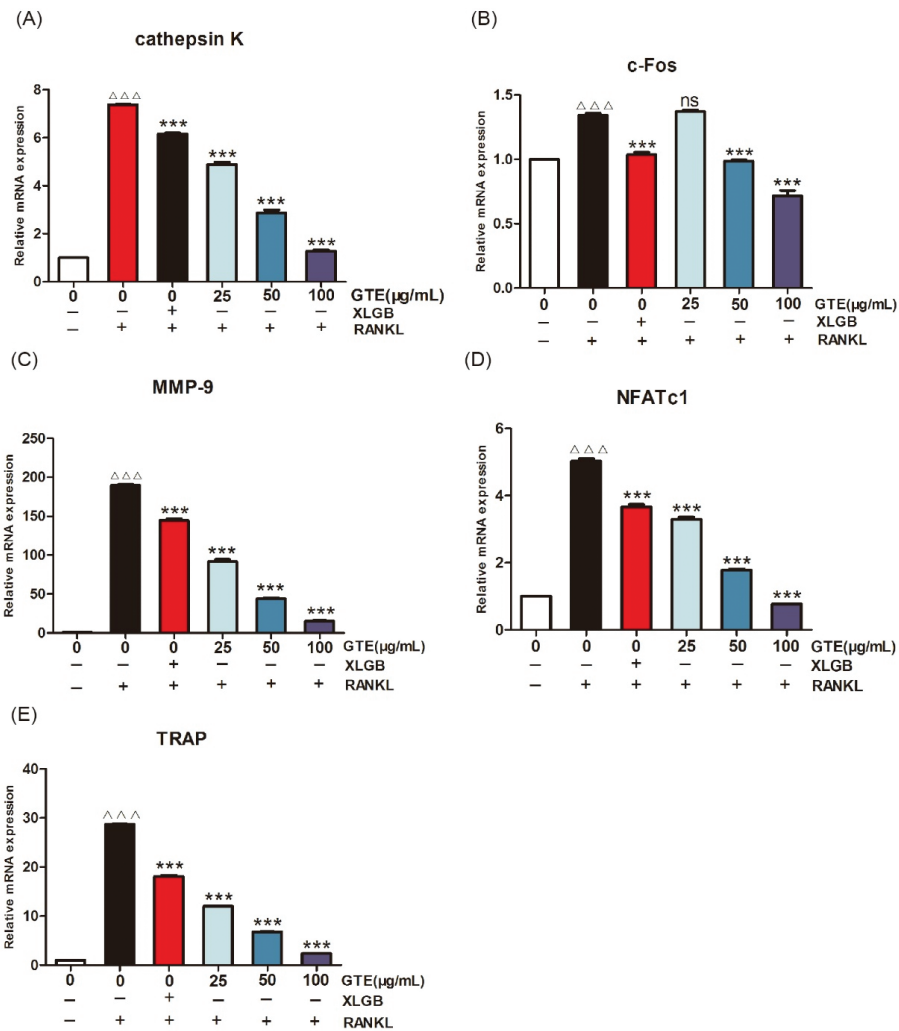 (A)
cathepsin K
Relative mRNA expression
8
6
4
2
0
△△△
***
***
***
***
0 0 0 25 50 100 GTE(µg/mL)
– – + – – – XLGB
– + + + + + RANKL
(B)
c-Fos
Relative mRNA expression
1.5
1.0
0.5
0.0
△△△
***
ns
***
***
0 0 0 25 50 100 GTE(µg/mL)
– – + – – – XLGB
– + + + + + RANKL
(C)
MMP-9
Relative mRNA expression
250
200
150
100
50
0
△△△
***
***
***
***
0 0 0 25 50 100 GTE(µg/mL)
– – + – – – XLGB
– + + + + + RANKL
(D)
NFATc1
Relative mRNA expression
6
4
2
0
△△△
***
***
***
***
0 0 0 25 50 100 GTE(µg/mL)
– – + – – – XLGB
– + + + + + RANKL
(E)
TRAP
Relative mRNA expression
40
30
20
10
0
△△△
***
***
***
***
0 0 0 25 50 100 GTE(µg/mL)
– – + – – – XLGB
– + + + + + RANKL